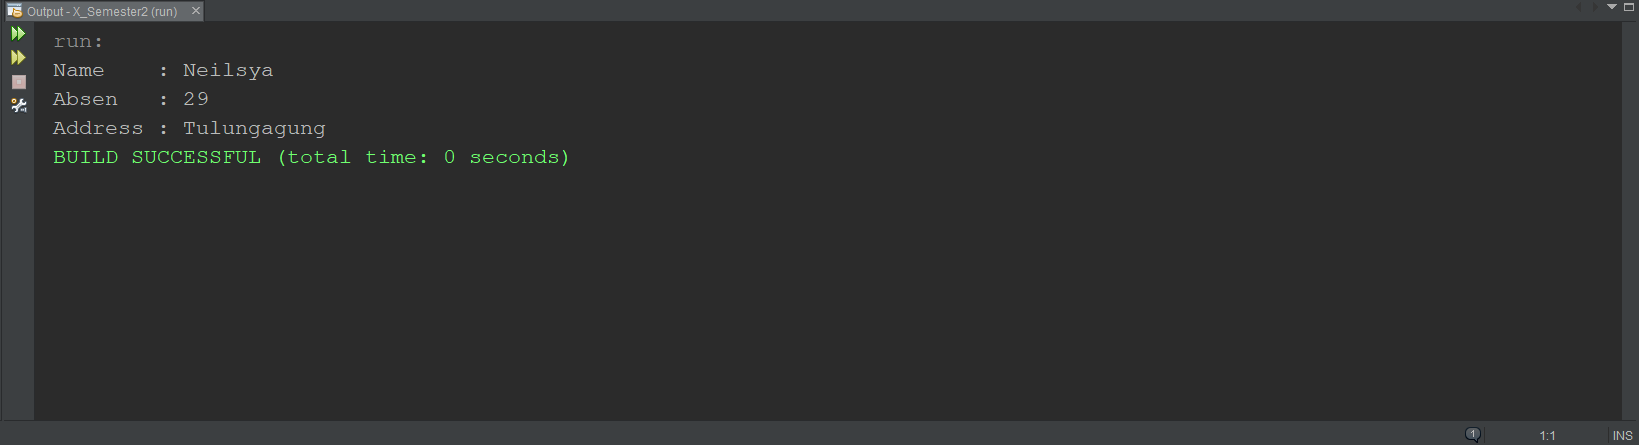 Output - X_Semester2 (run)
run:
Name    : Neilsya
Absen   : 29
Address : Tulungagung
BUILD SUCCESSFUL (total time: 0 seconds)
1
1:1
INS